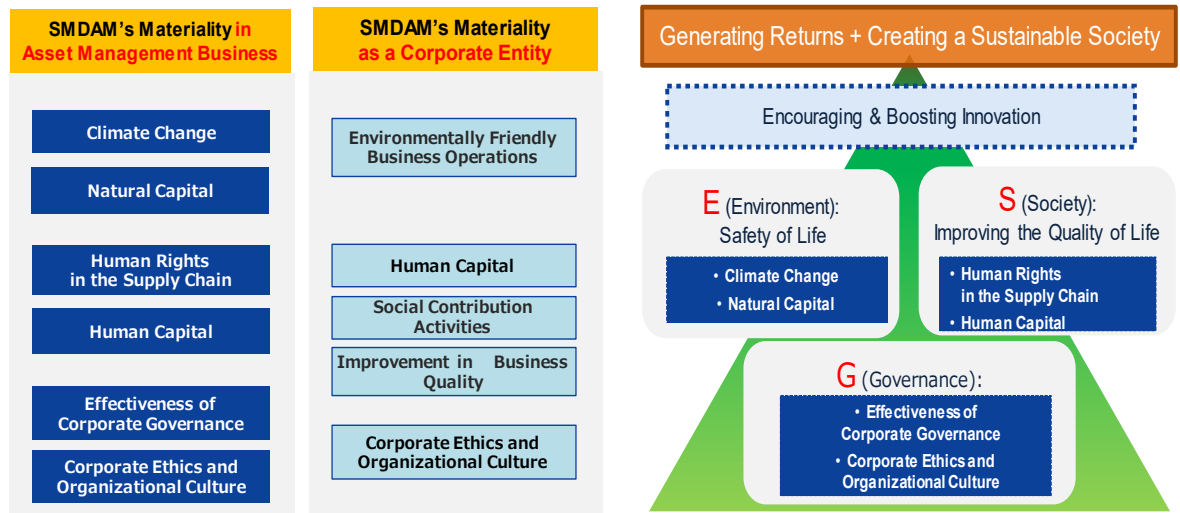 SMDAM's Materiality in
Asset Management Business
Climate Change
Natural Capital
Human Rights
in the Supply Chain
Human Capital
Effectiveness of
Corporate Governance
Corporate Ethics and
Organizational Culture
SMDAM's Materiality
as a Corporate Entity
Environmentally Friendly
Business Operations
Human Capital
Social Contribution
Activities
Improvement in Business
Quality
Corporate Ethics and
Organizational Culture
Generating Returns + Creating a Sustainable Society
Encouraging & Boosting Innovation
E (Environment):
Safety of Life
• Climate Change
• Natural Capital
S (Society):
Improving the Quality of Life
• Human Rights
in the Supply Chain
• Human Capital
G (Governance):
• Effectiveness of
Corporate Governance
• Corporate Ethics and
Organizational Culture